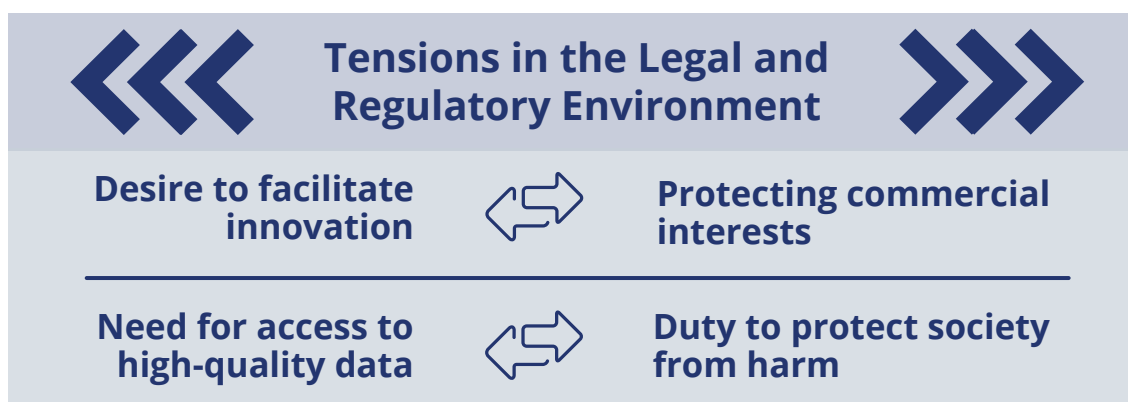 Tensions in the Legal and
Regulatory Environment
Desire to facilitate
innovation
Protecting commercial
interests
Need for access to
high-quality data
Duty to protect society
from harm